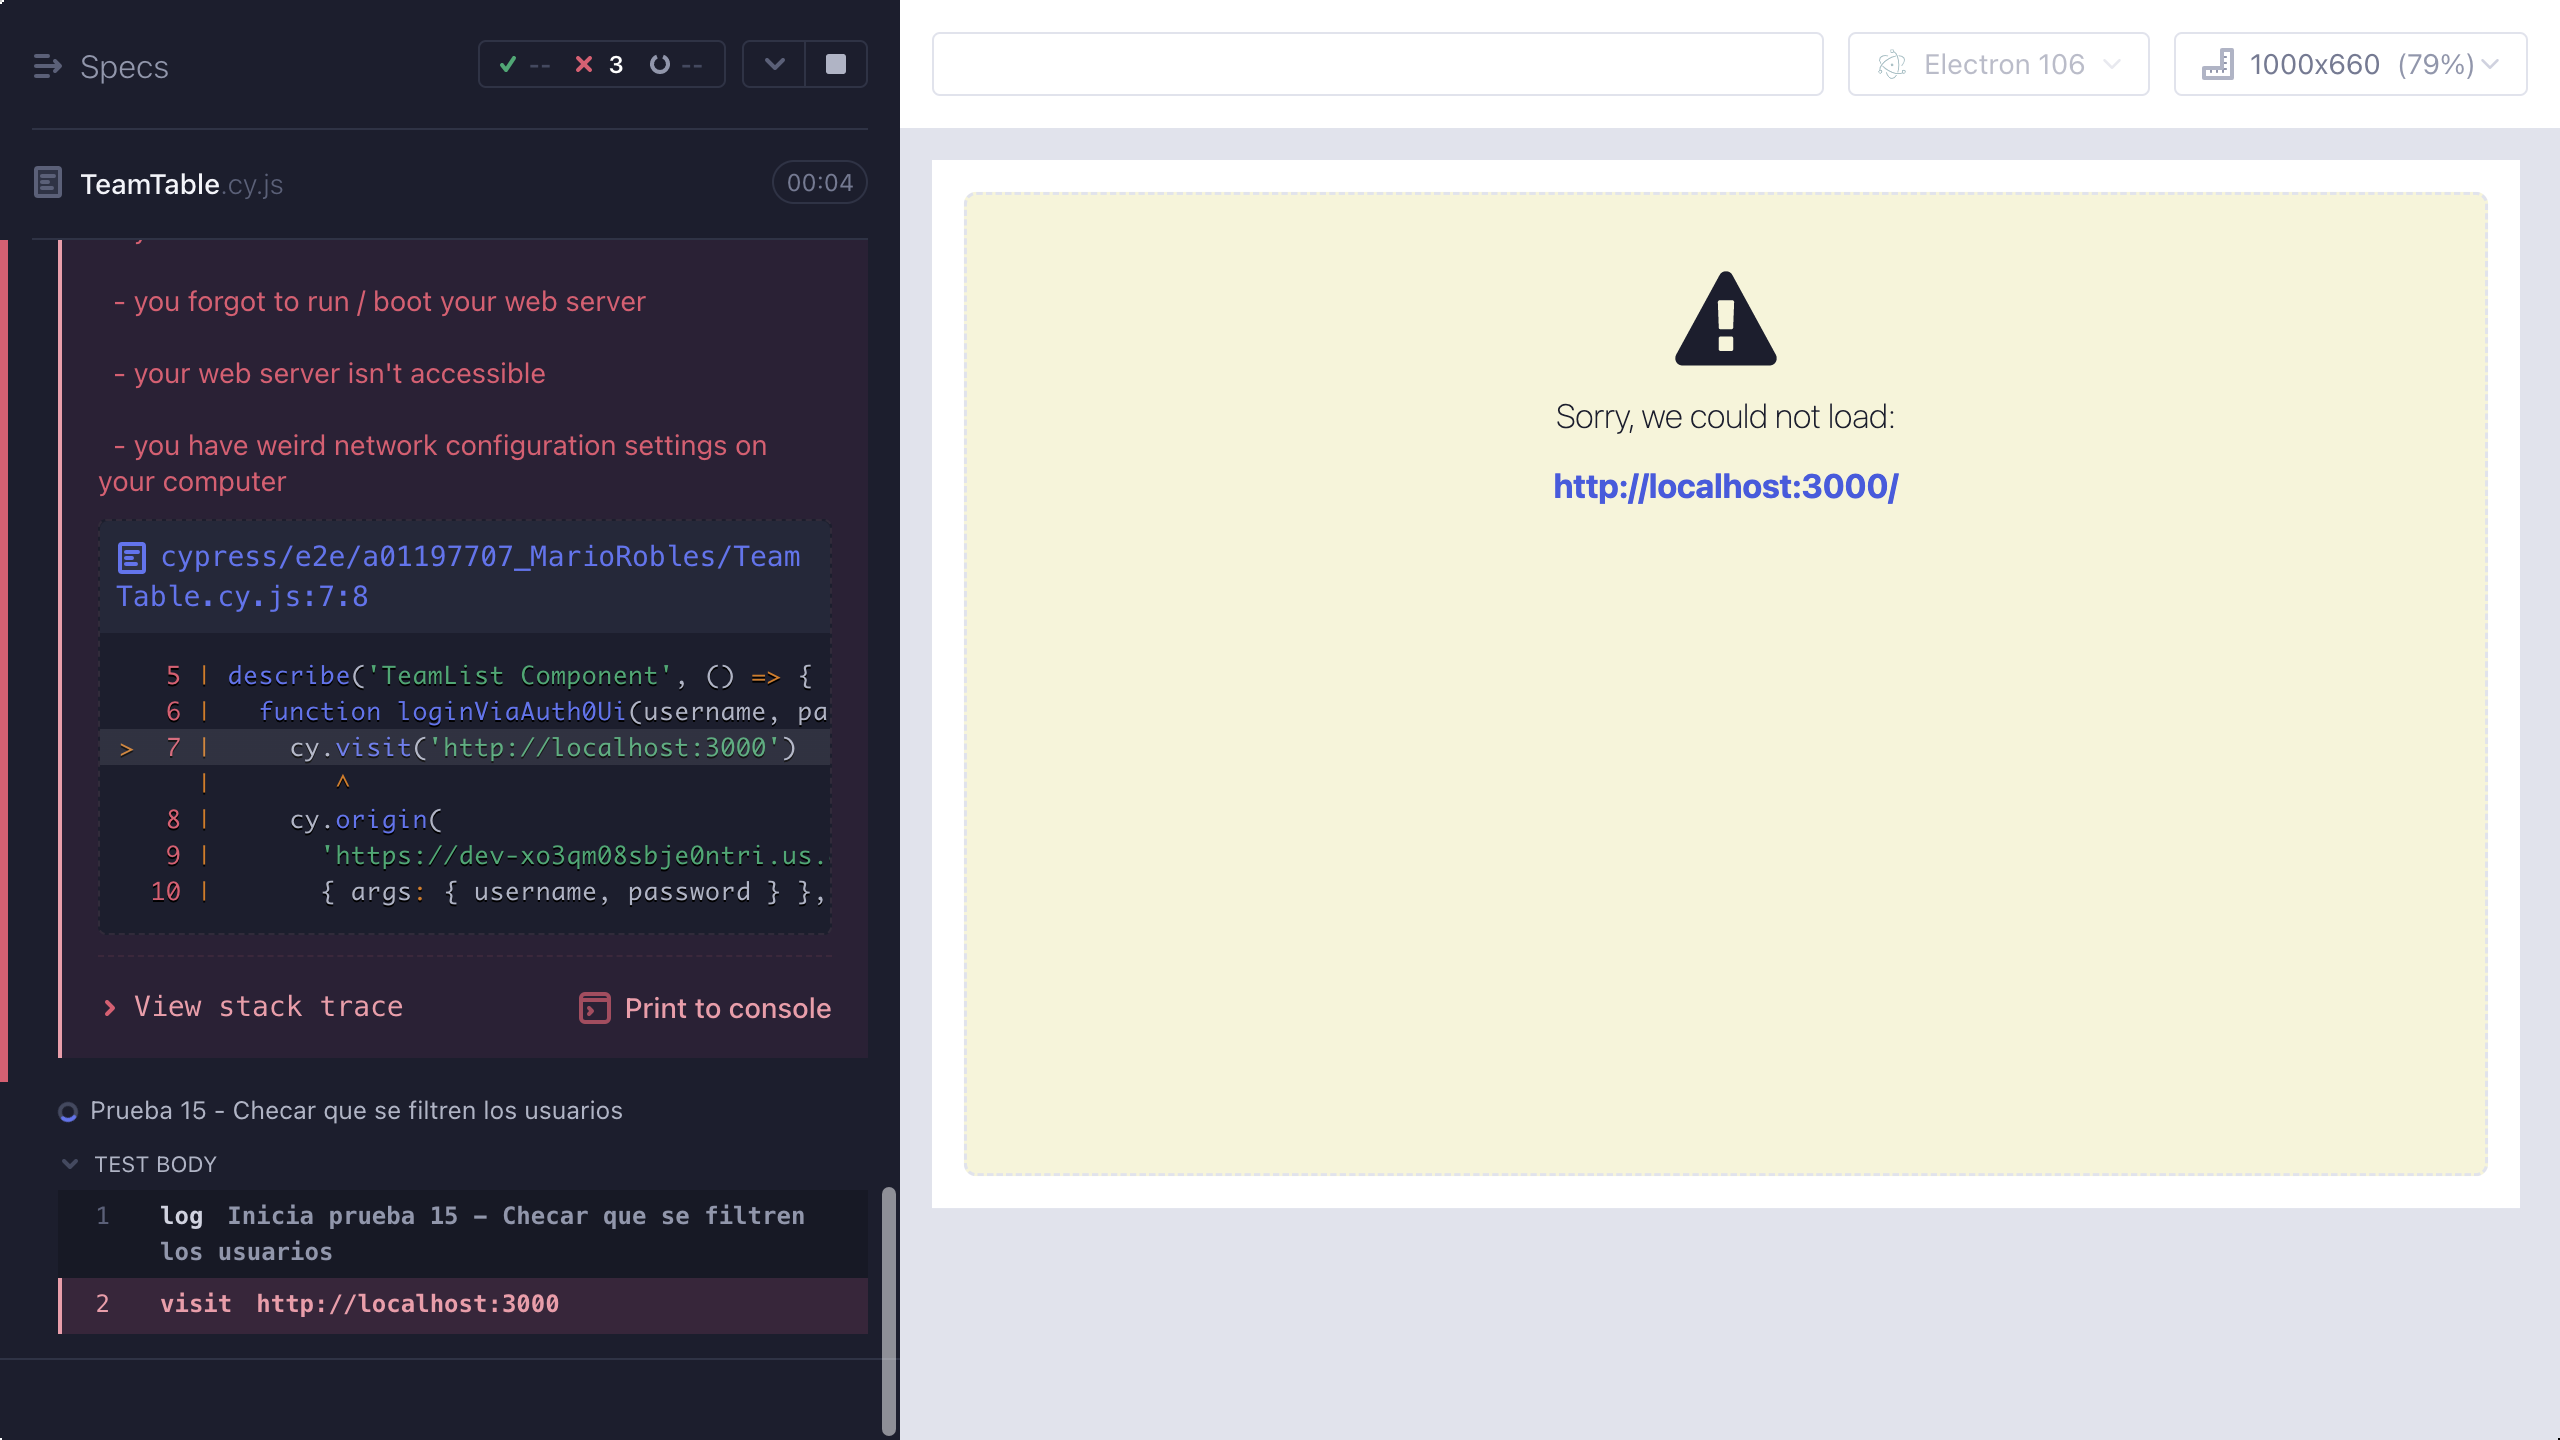 Specs
-- 3 --
TeamTable.cy.js
00:04
- you forgot to run / boot your web server
- your web server isn't accessible
- you have weird network configuration settings on
your computer
cypress/e2e/a01197707_MarioRobles/Team
Table.cy.js:7:8
5 | describe('TeamList Component', () => {
6 | function loginViaAuth0Ui(username, pa
> 7 | cy.visit('http://localhost:3000')
| ^
8 | cy.origin(
9 | 'https://dev-xo3qm08sbje0ntri.us.
10 | { args: { username, password } },
View stack trace
Print to console
Prueba 15 - Checar que se filtren los usuarios
TEST BODY
1 log Inicia prueba 15 – Checar que se filtren
los usuarios
2 visit http://localhost:3000
Electron 106
1000x660 (79%)
Sorry, we could not load:
http://localhost:3000/